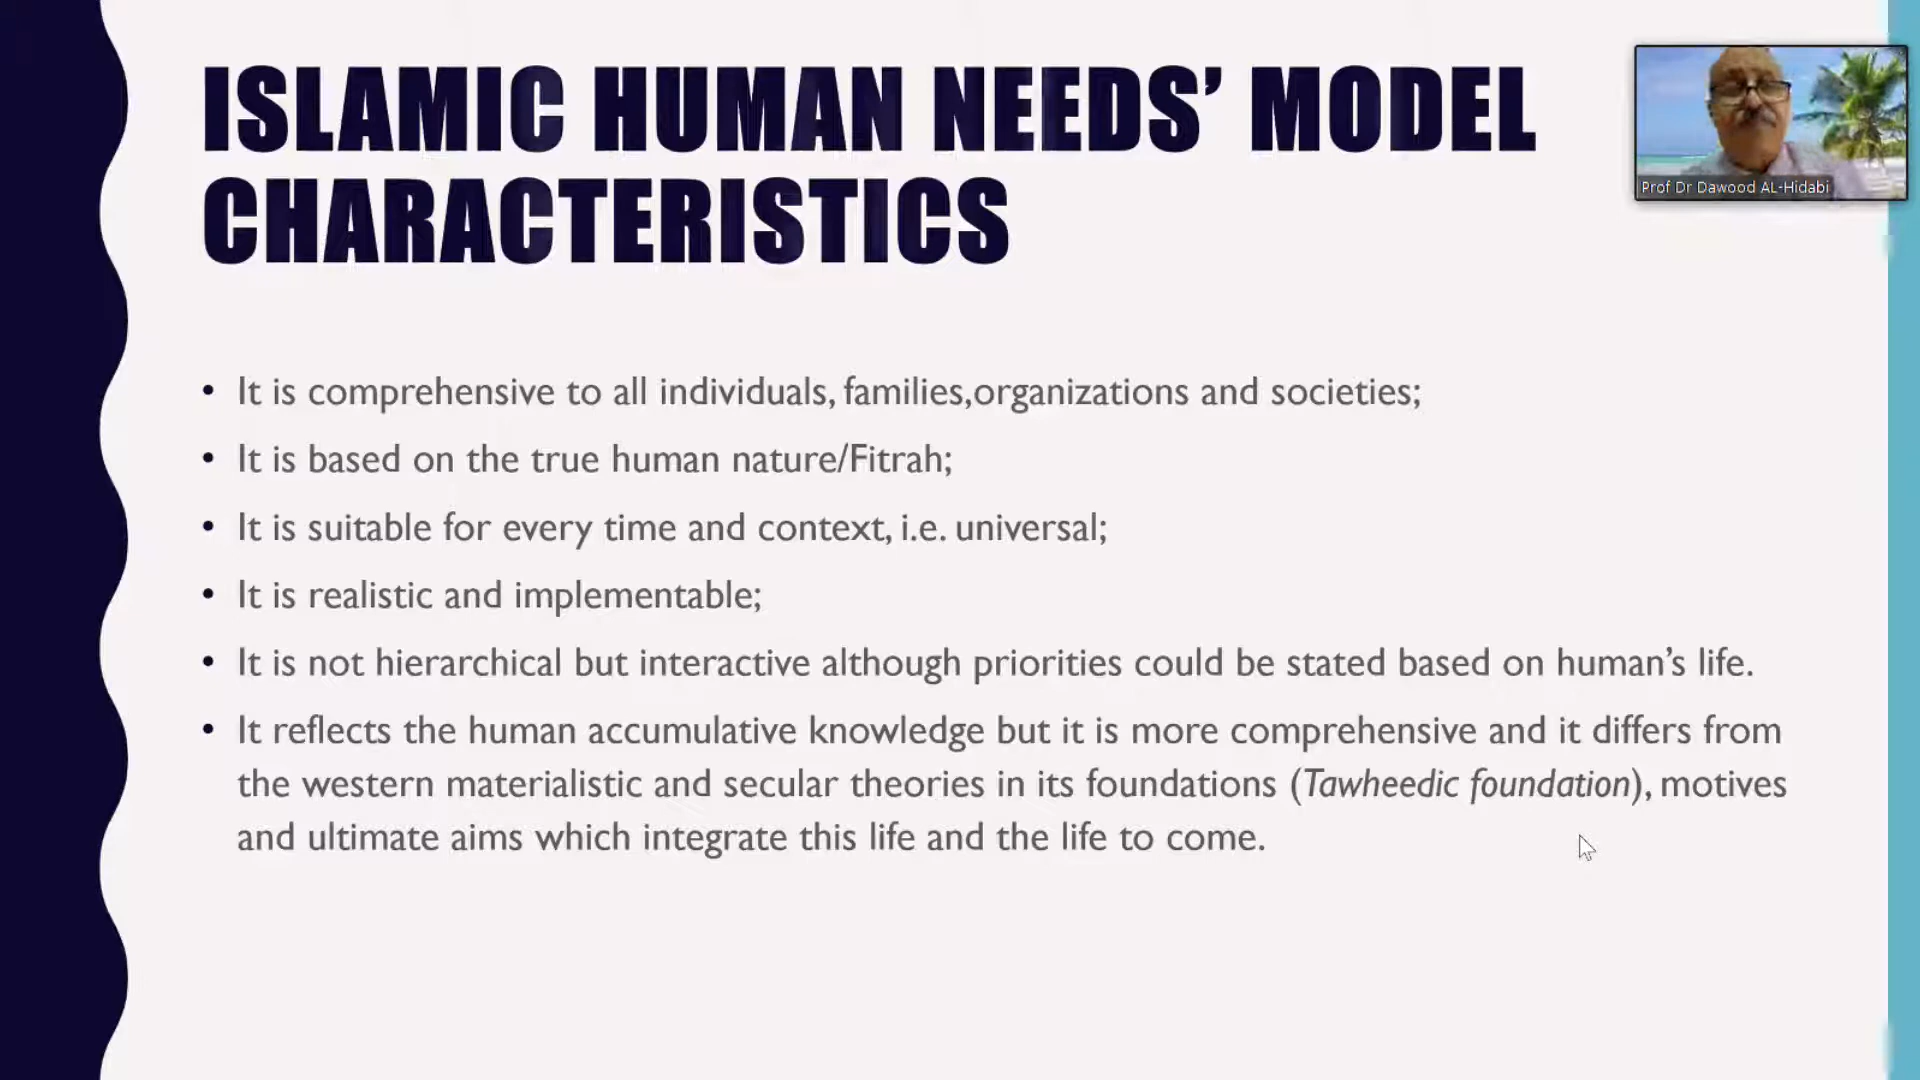 ISLAMIC HUMAN NEEDS’ MODEL
CHARACTERISTICS
Prof Dr Dawood AL-Hidabi
• It is comprehensive to all individuals, families,organizations and societies;
• It is based on the true human nature/Fitrah;
• It is suitable for every time and context, i.e. universal;
• It is realistic and implementable;
• It is not hierarchical but interactive although priorities could be stated based on human’s life.
• It reflects the human accumulative knowledge but it is more comprehensive and it differs from
the western materialistic and secular theories in its foundations (Tawheedic foundation), motives
and ultimate aims which integrate this life and the life to come.